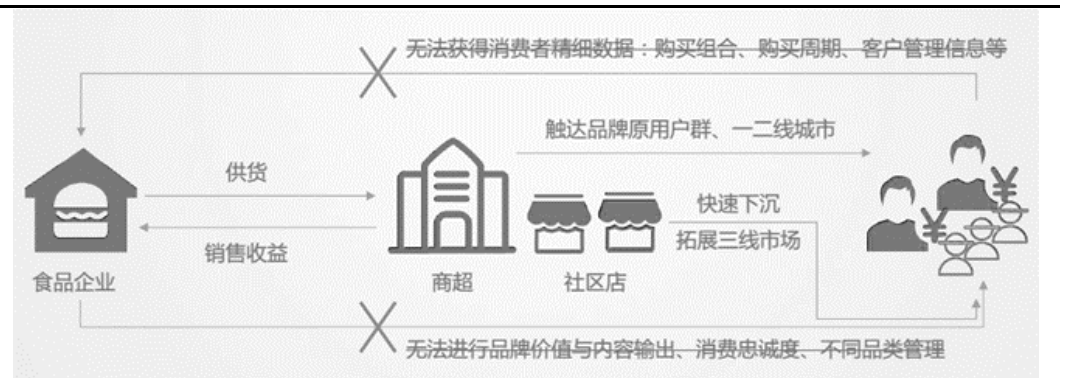 无法获得消费者精细数据：购买组合、购买周期、客户管理信息等
触达品牌原用户群、一二线城市
供货
快速下沉
拓展三线市场
销售收益
食品企业
商超
社区店
无法进行品牌价值与内容输出、消费忠诚度、不同品类管理
¥
¥